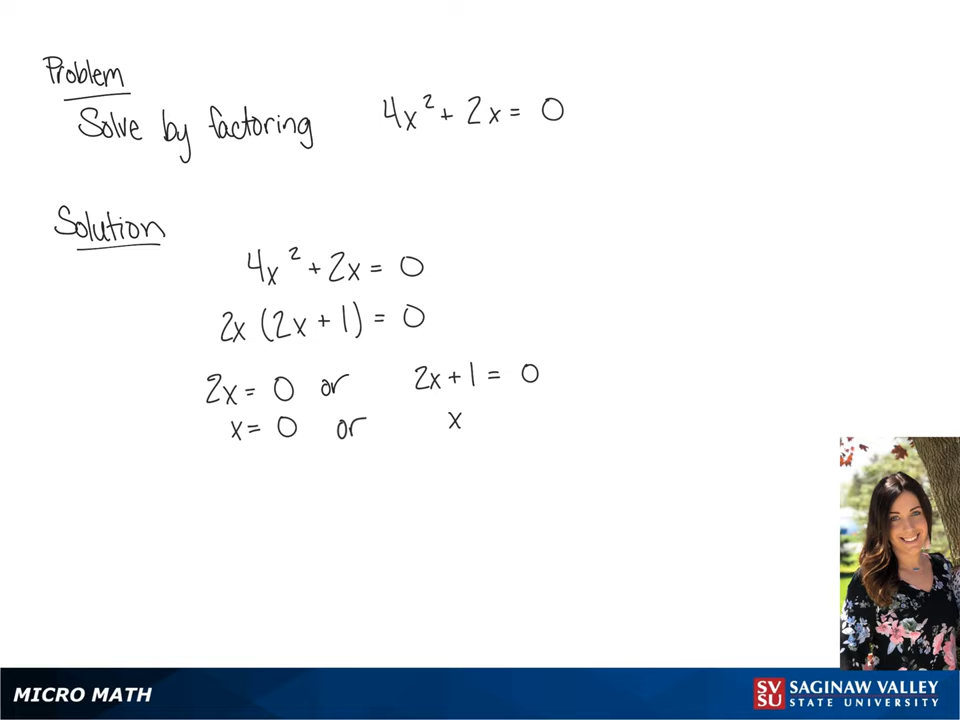 Problem
Solve by factoring 4x² + 2x = 0
Solution
4x² + 2x = 0
2x (2x + 1) = 0
2x = 0 or 2x + 1 = 0
x = 0 or x
MICRO MATH
SV SU SAGINAW VALLEY
STATE UNIVERSITY